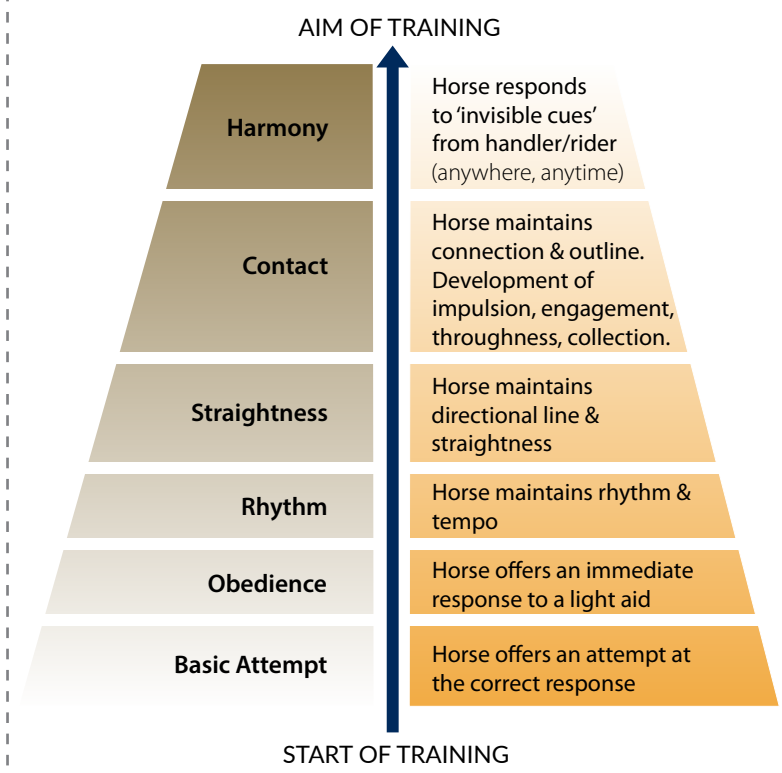 AIM OF TRAINING
Harmony
Horse responds
to ‘invisible cues’
from handler/rider
(anywhere, anytime)
Contact
Horse maintains
connection & outline.
Development of
impulsion, engagement,
throughness, collection.
Straightness
Horse maintains
directional line &
straightness
Rhythm
Horse maintains rhythm &
tempo
Obedience
Horse offers an immediate
response to a light aid
Basic Attempt
Horse offers an attempt at
the correct response
START OF TRAINING